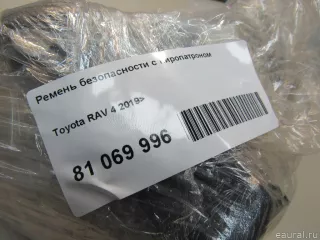 Ремень безопасности с пиропатроном
Toyota RAV 4 2019>
81 069 996
eaural.ru